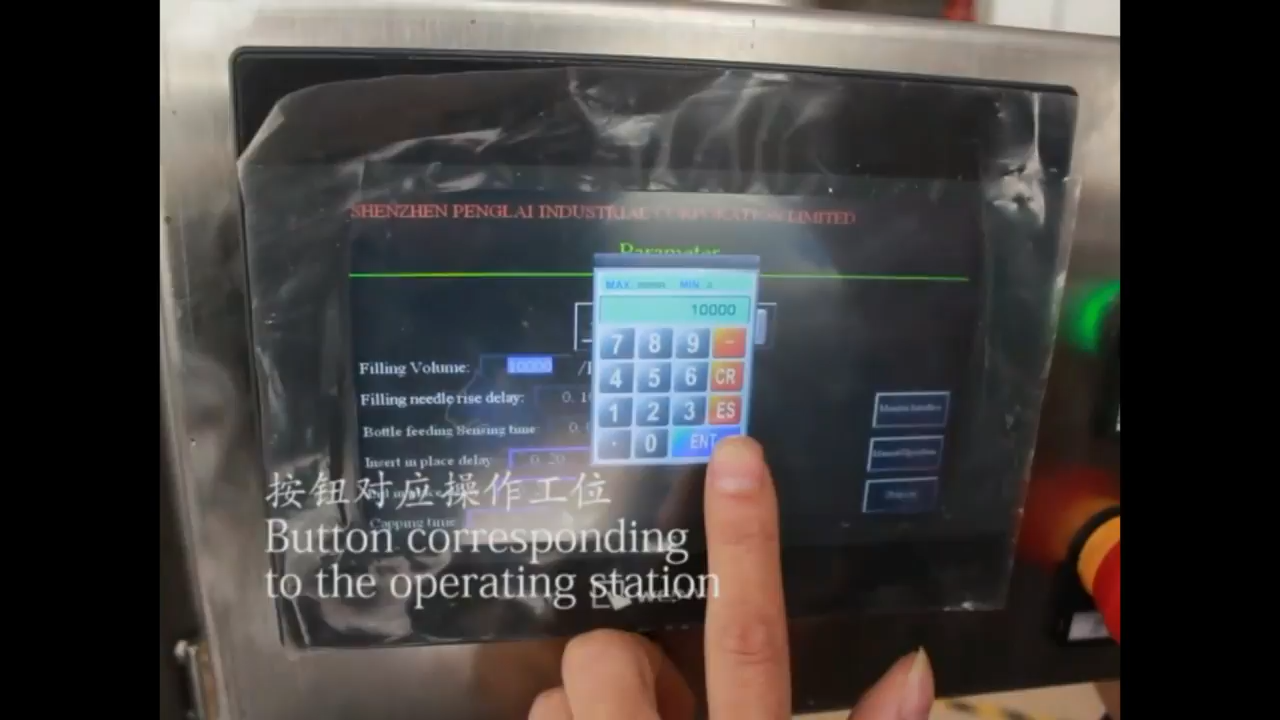 SHENZHEN PENGLAI INDUSTRIAL CORPORATION LIMITED
Parameter
MAX. MIN.
10000
7 8 9 -
4 5 6 CR
1 2 3 ES
. 0 ENT
Filling Volume: 10000
Filling needle rise delay: 0.1
Bottle feeding Sensing time: 0.
Insert in place delay 0.20
Capping time
按钮对应操作工位
Button corresponding
to the operating station